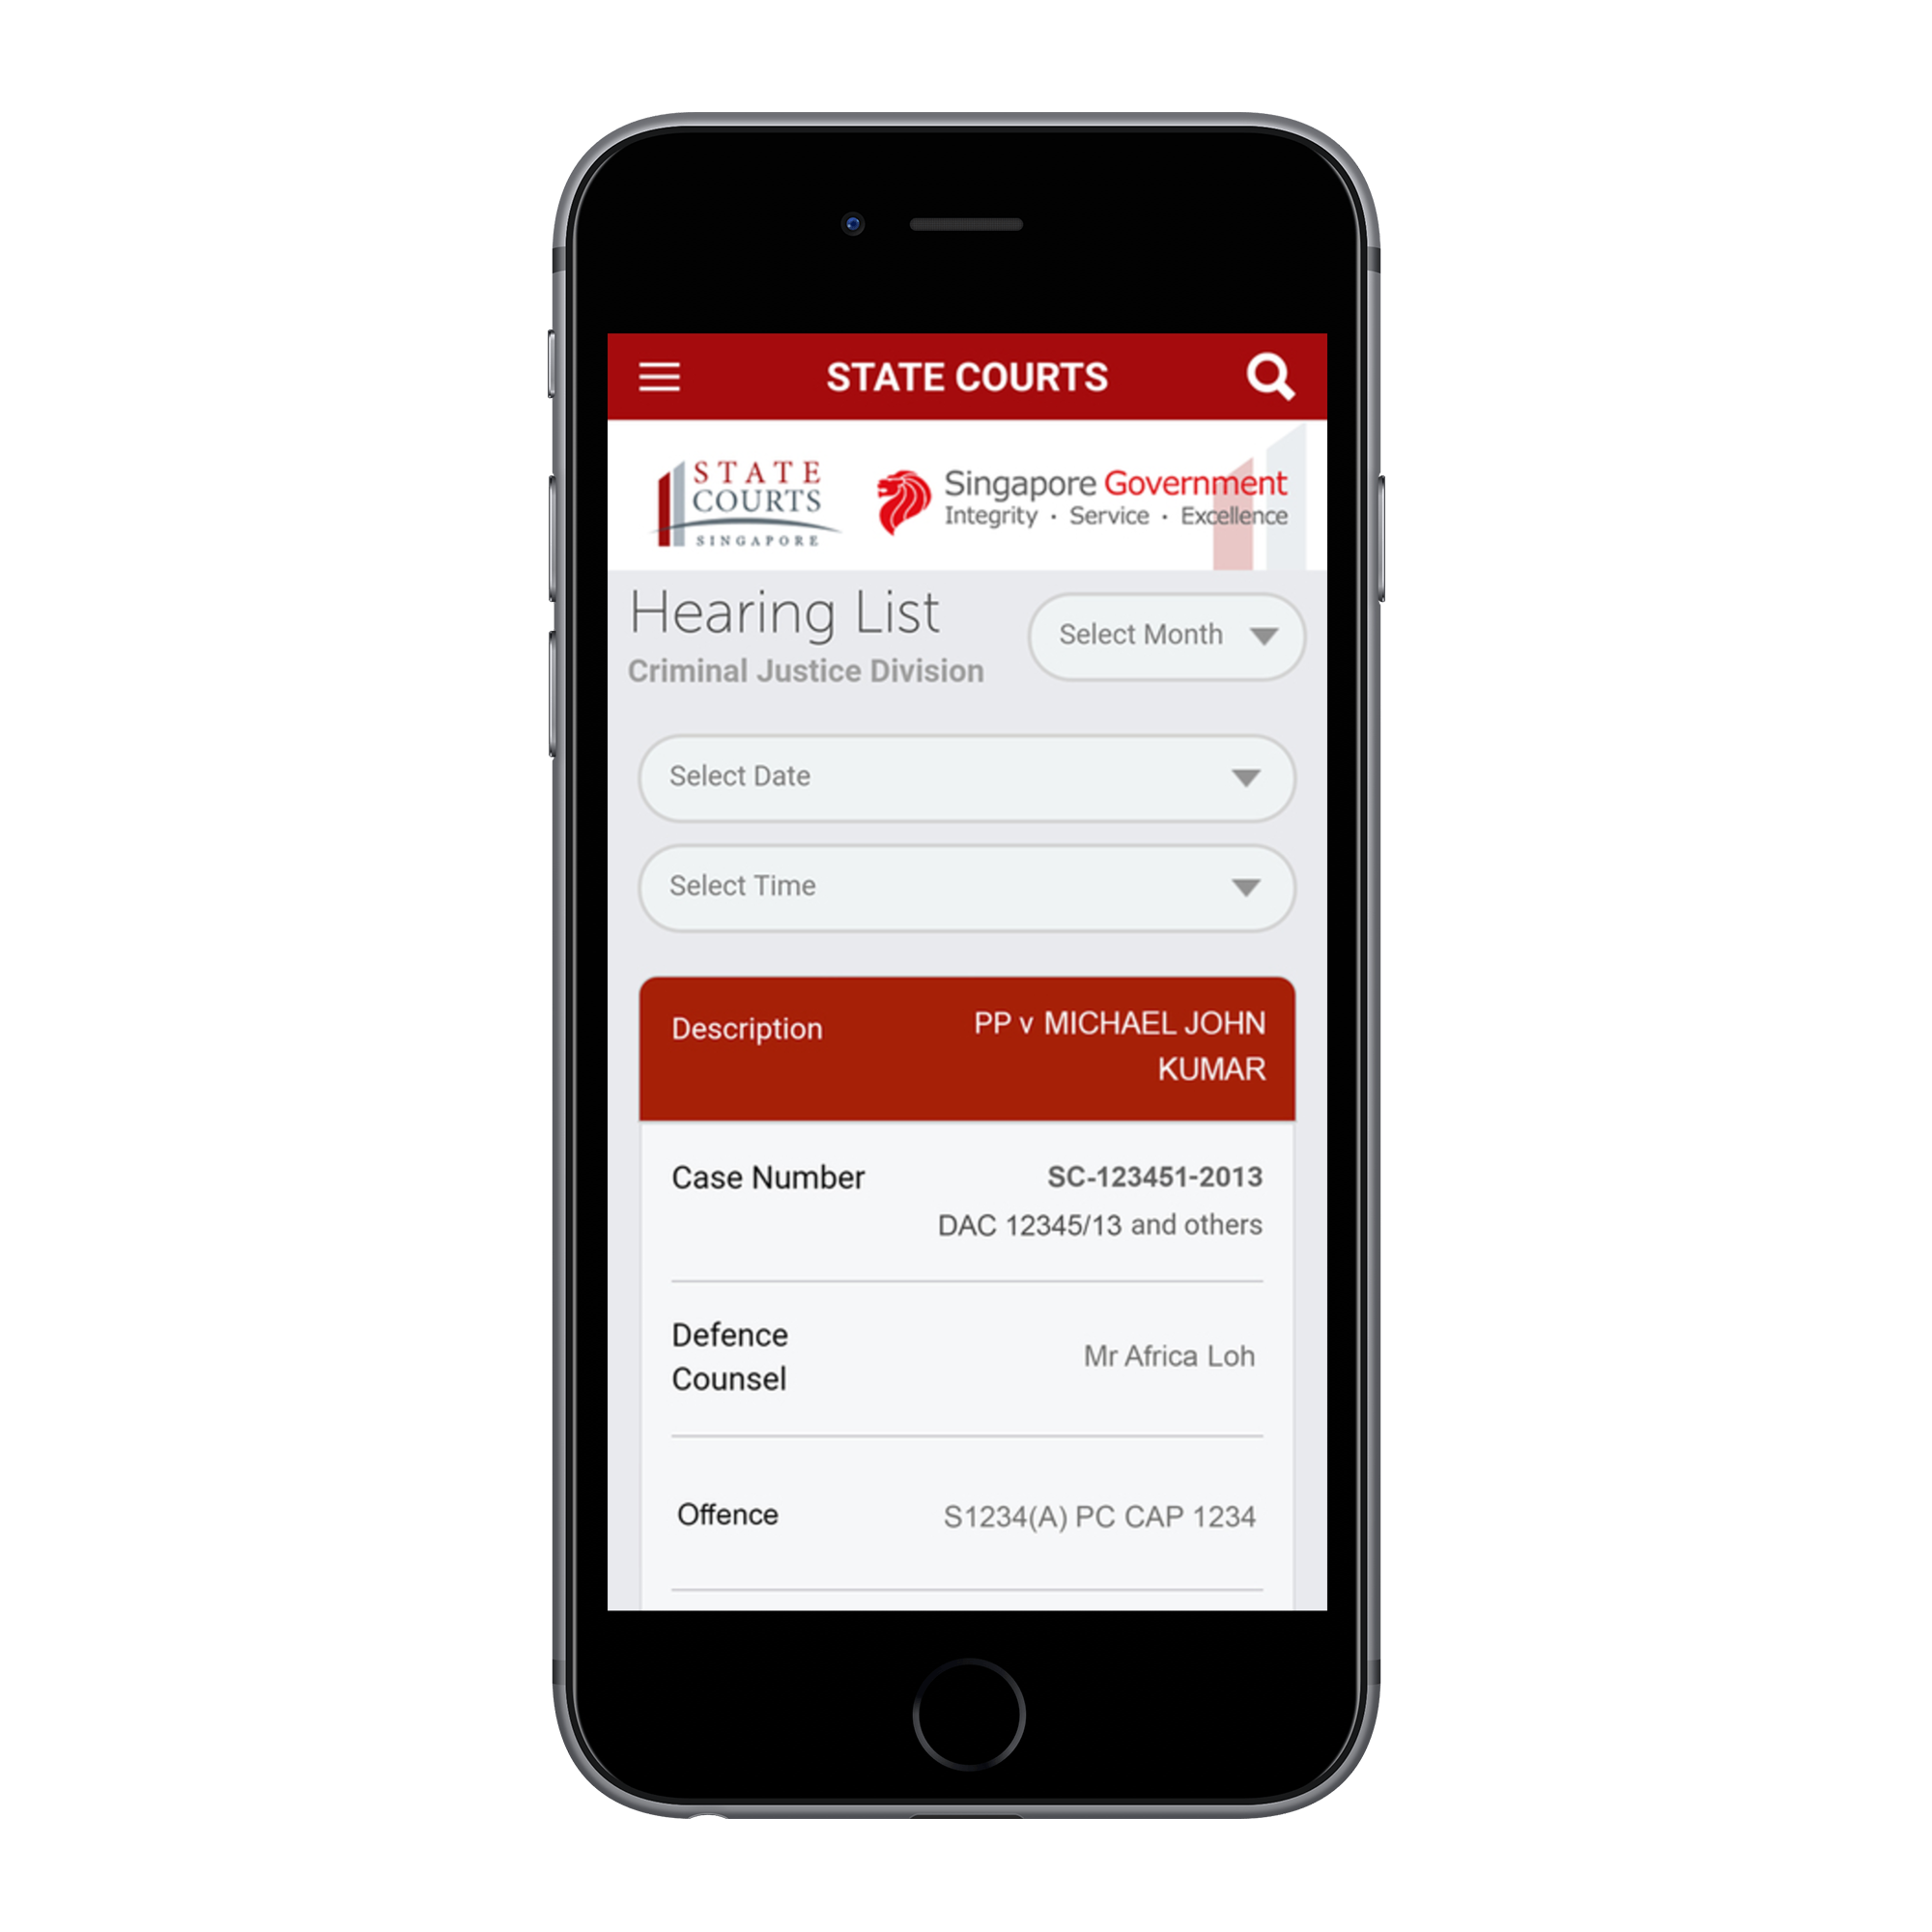 STATE COURTS
STATE
COURTS
SINGAPORE
Singapore Government
Integrity · Service · Excellence
Hearing List
Select Month
Criminal Justice Division
Select Date
Select Time
Description
PP v MICHAEL JOHN
KUMAR
Case Number
SC-123451-2013
DAC 12345/13 and others
Defence
Counsel
Mr Africa Loh
Offence
S1234(A) PC CAP 1234